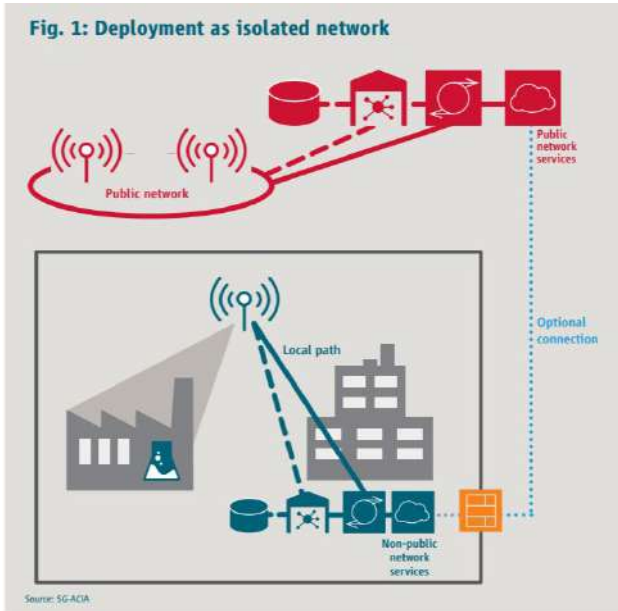 Fig. 1: Deployment as isolated network
Public
network
services
Public network
Optional
connection
Local path
Non-public
network
services
Source: 5G-ACIA